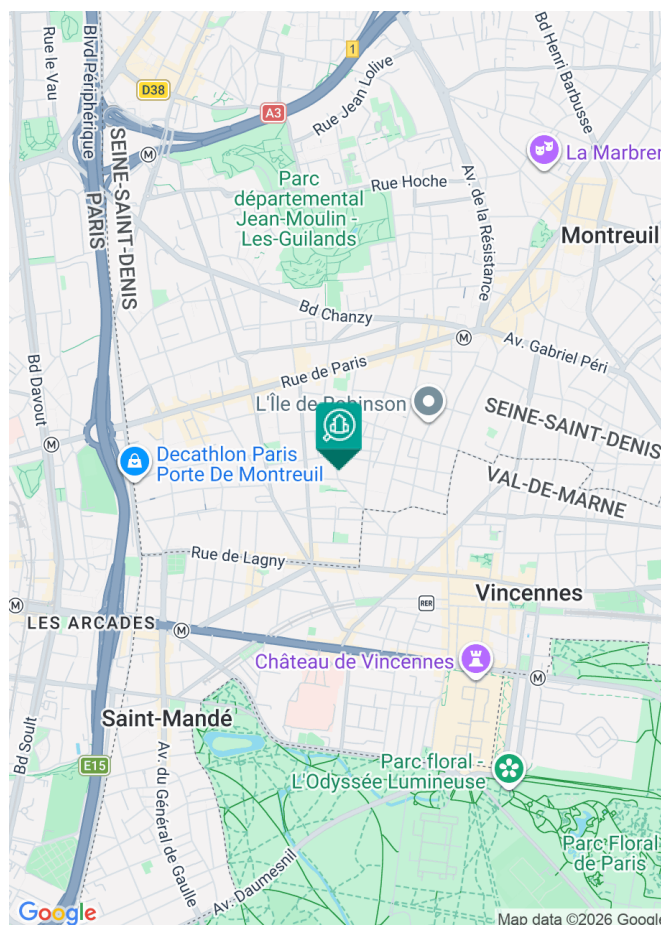 Rue le Vau
Blvd Périphérique
D38
1
A3
Rue Jean Lolive
Bd Henri Barbusse
La Marbrer
SEINE-SAINT-DENIS
PARIS
Parc
départemental
Jean-Moulin -
Les-Guilands
Rue Hoche
Av. de la Résistance
Montreuil
M
Bd Chanzy
M
Av. Gabriel Péri
Rue de Paris
Bd Davout
L'Île de Robinson
SEINE-SAINT-DENIS
M
Decathlon Paris
Porte De Montreuil
VAL-DE-MARNE
Rue de Lagny
Vincennes
M
RER
LES ARCADES
M
Château de Vincennes
M
Saint-Mandé
Bd Soult
E15
Av. du Général de Gaulle
Parc floral -
L'Odyssée Lumineuse
Parc Floral
de Paris
Av. Daumesnil
Google
Map data ©2026 Google